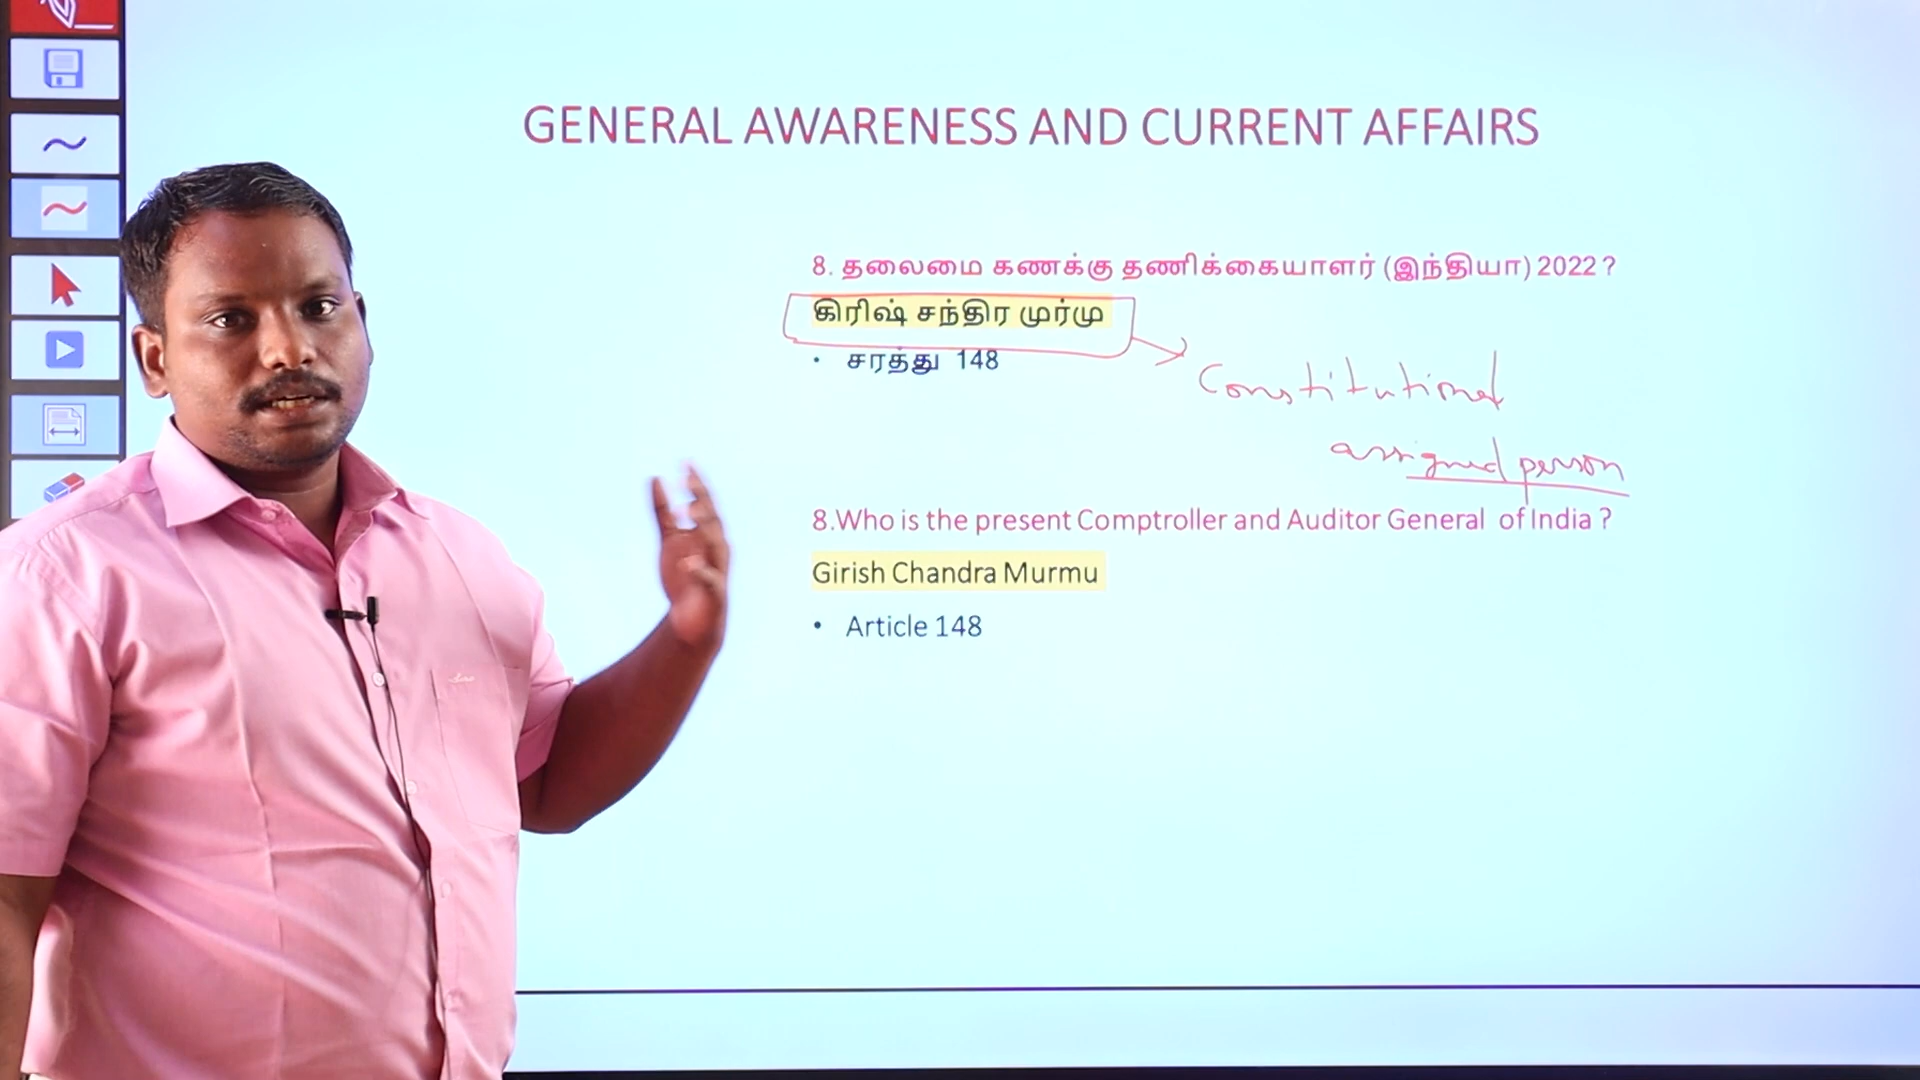 GENERAL AWARENESS AND CURRENT AFFAIRS
8. தலைமை கணக்கு தணிக்கையாளர் (இந்தியா) 2022 ?
கிரிஷ் சந்திர முர்மு
• சரத்து 148
Constitutional
assigned person
8.Who is the present Comptroller and Auditor General of India ?
Girish Chandra Murmu
• Article 148